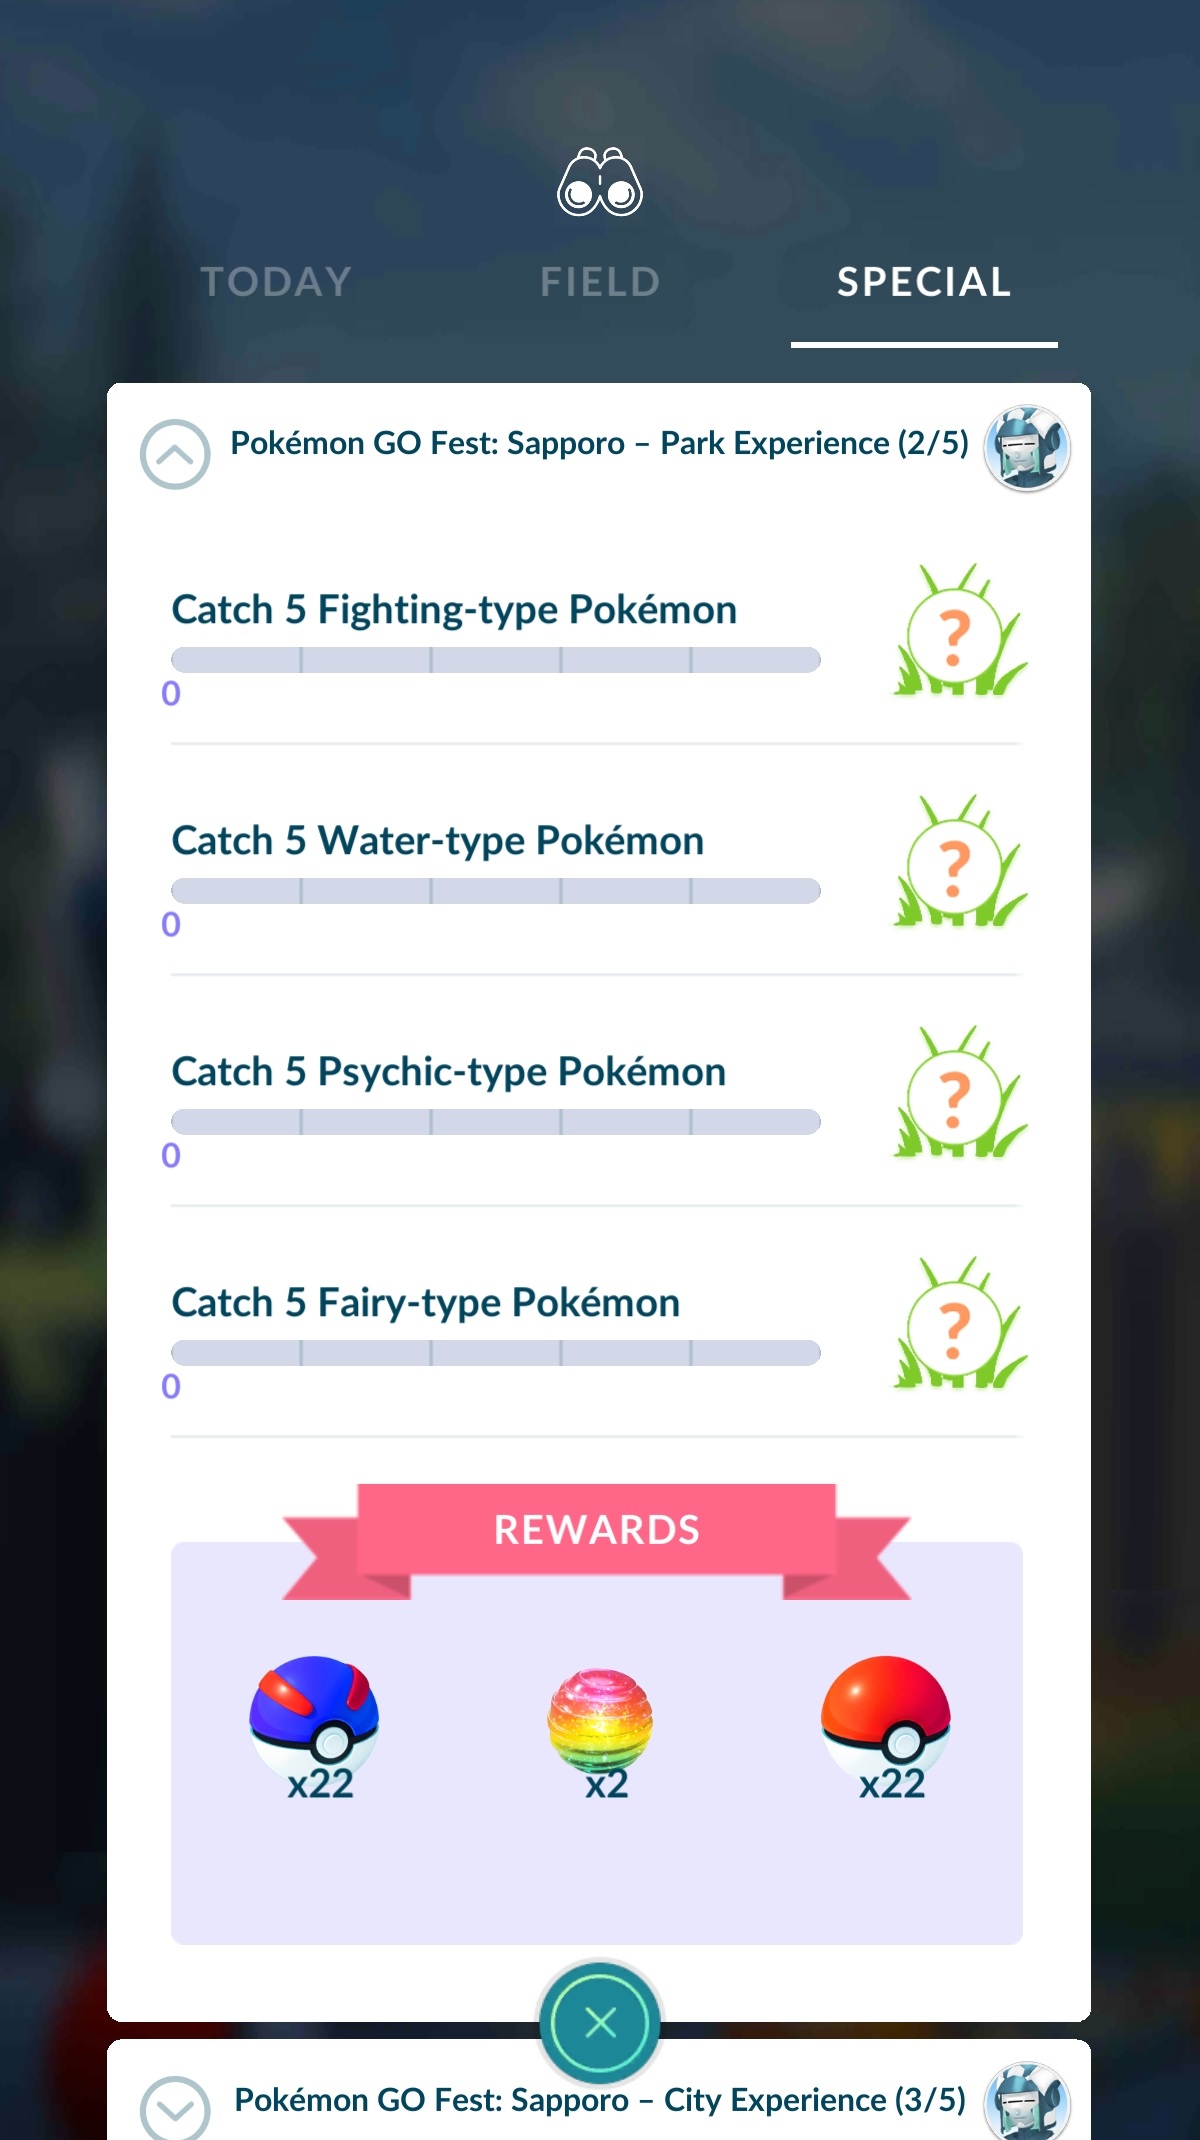 TODAY
FIELD
SPECIAL
Pokémon GO Fest: Sapporo – Park Experience (2/5)
Catch 5 Fighting-type Pokémon
?
0
Catch 5 Water-type Pokémon
?
0
Catch 5 Psychic-type Pokémon
?
0
Catch 5 Fairy-type Pokémon
?
0
REWARDS
x22
x2
x22
Pokémon GO Fest: Sapporo – City Experience (3/5)